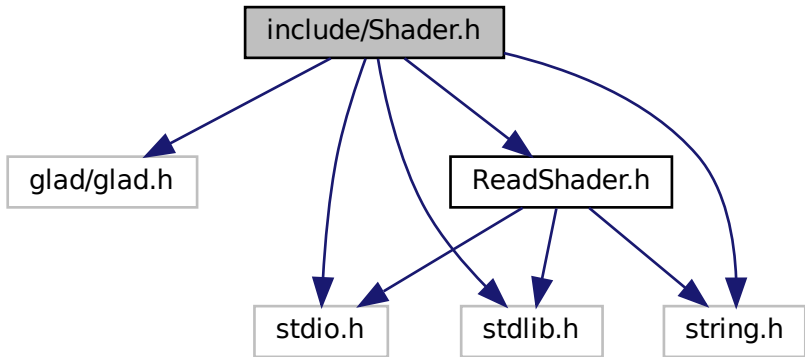 include/Shader.h
glad/glad.h
ReadShader.h
stdio.h
stdlib.h
string.h